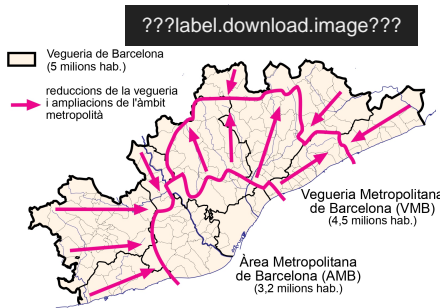 ???label.download.image???
Vegueria de Barcelona
(5 milions hab.)
reduccions de la vegueria
i ampliacions de l'àmbit
metropolità
Vegueria Metropolitana
de Barcelona (VMB)
(4,5 milions hab.)
Àrea Metropolitana
de Barcelona (AMB)
(3,2 milions hab.)